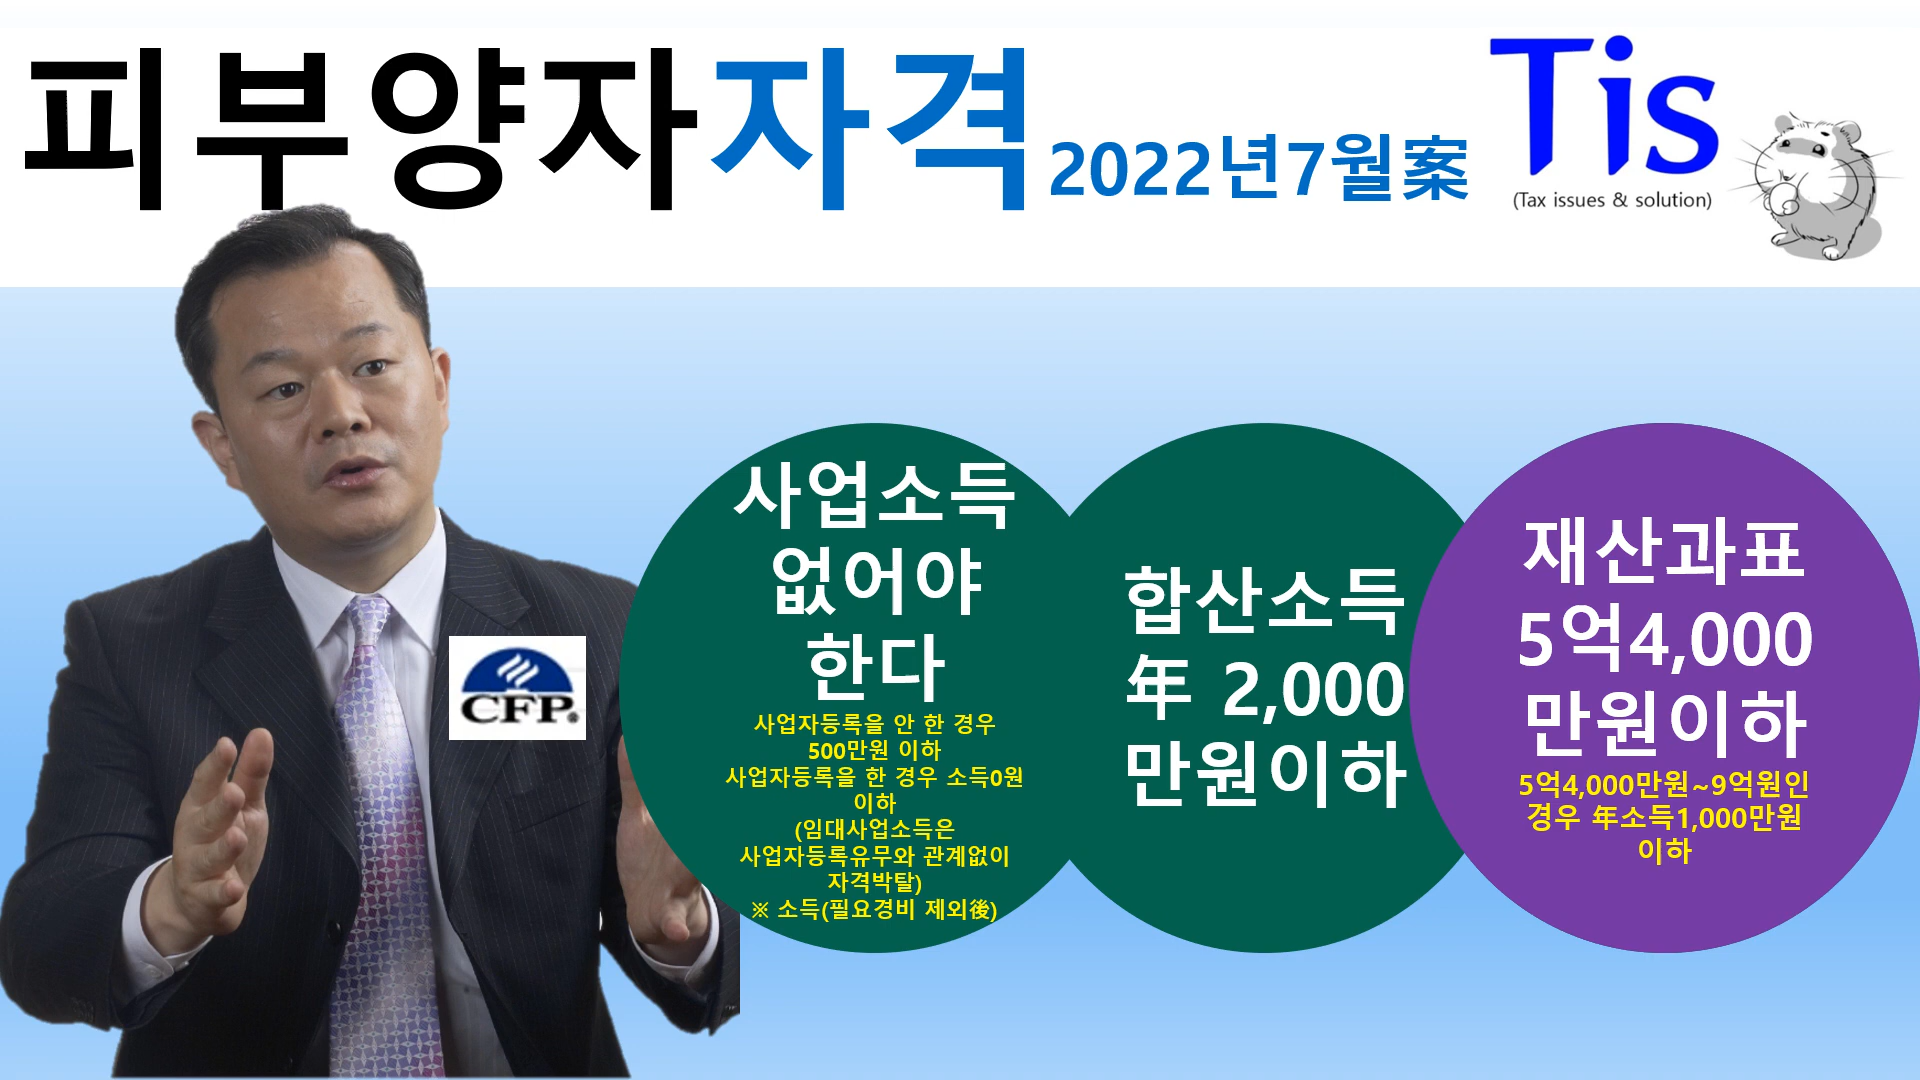 피부양자자격 2022년7월案
Tis
(Tax issues & solution)
CFP®
사업소득
없어야
한다
사업자등록을 안 한 경우
500만원 이하
사업자등록을 한 경우 소득0원
이하
(임대사업소득은
사업자등록유무와 관계없이
자격박탈)
※ 소득(필요경비 제외後)
합산소득
年 2,000
만원이하
재산과표
5억4,000
만원이하
5억4,000만원~9억원인
경우 年소득1,000만원
이하